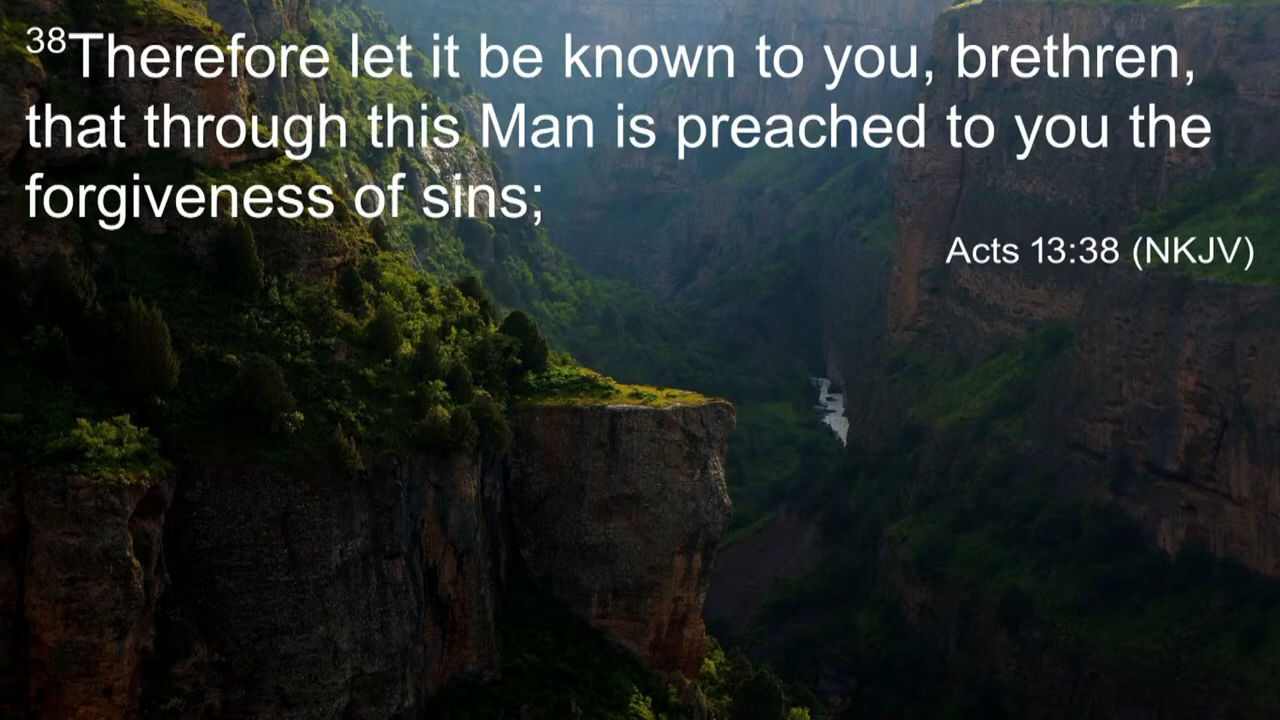 38Therefore let it be known to you, brethren,
that through this Man is preached to you the
forgiveness of sins;
Acts 13:38 (NKJV)